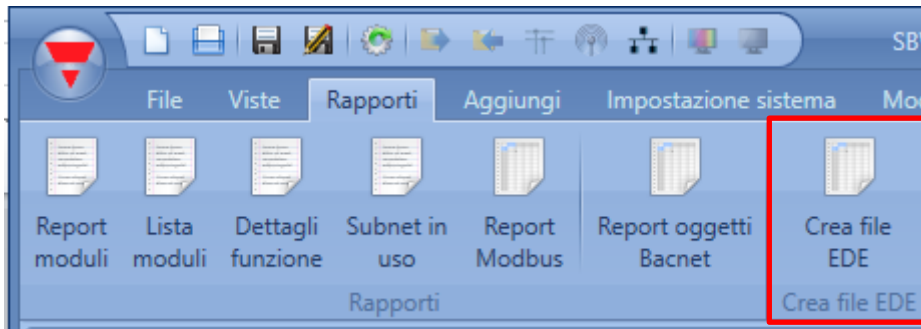 SB
File Viste Rapporti Aggiungi Impostazione sistema Mo
Report moduli Lista moduli Dettagli funzione Subnet in uso Report Modbus Report oggetti Bacnet Crea file EDE
Rapporti Crea file EDE